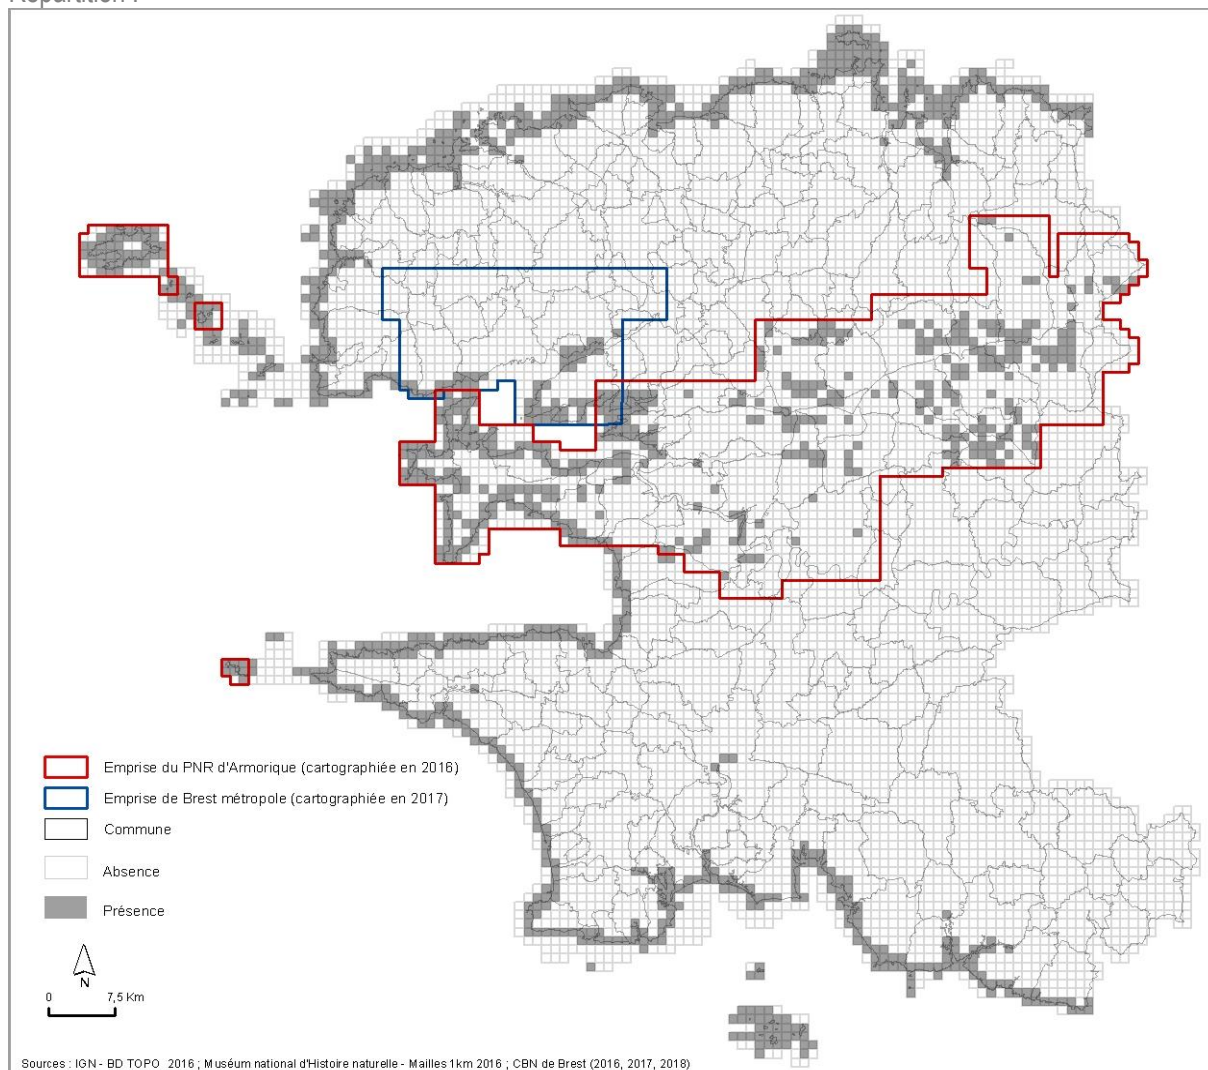 Répartition :
Emprise du PNR d'Armorique (cartographiée en 2016)
Emprise de Brest métropole (cartographiée en 2017)
Commune
Absence
Présence
N
0 7,5 Km
Sources : IGN - BD TOPO 2016 ; Muséum national d'Histoire naturelle - Mailles 1km 2016 ; CBN de Brest (2016, 2017, 2018)